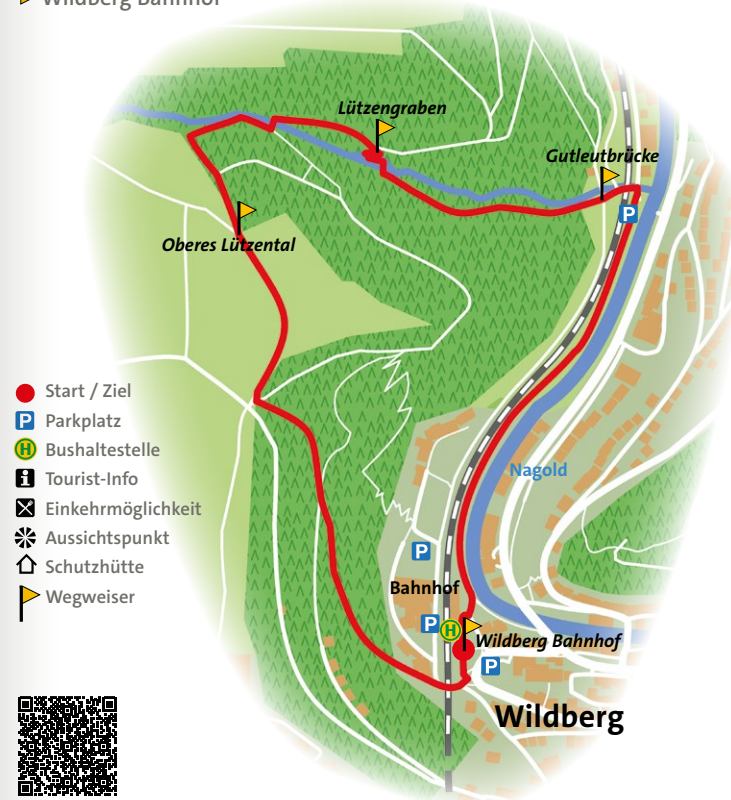 Wildberg Bahnhof
Lützengraben
Gutleutbrücke
P
Oberes Lützental
Start / Ziel
P Parkplatz
H Bushaltestelle
i Tourist-Info
Einkehrmöglichkeit
Aussichtspunkt
Schutzhütte
Wegweiser
Nagold
P
Bahnhof
P H
Wildberg Bahnhof
P
Wildberg